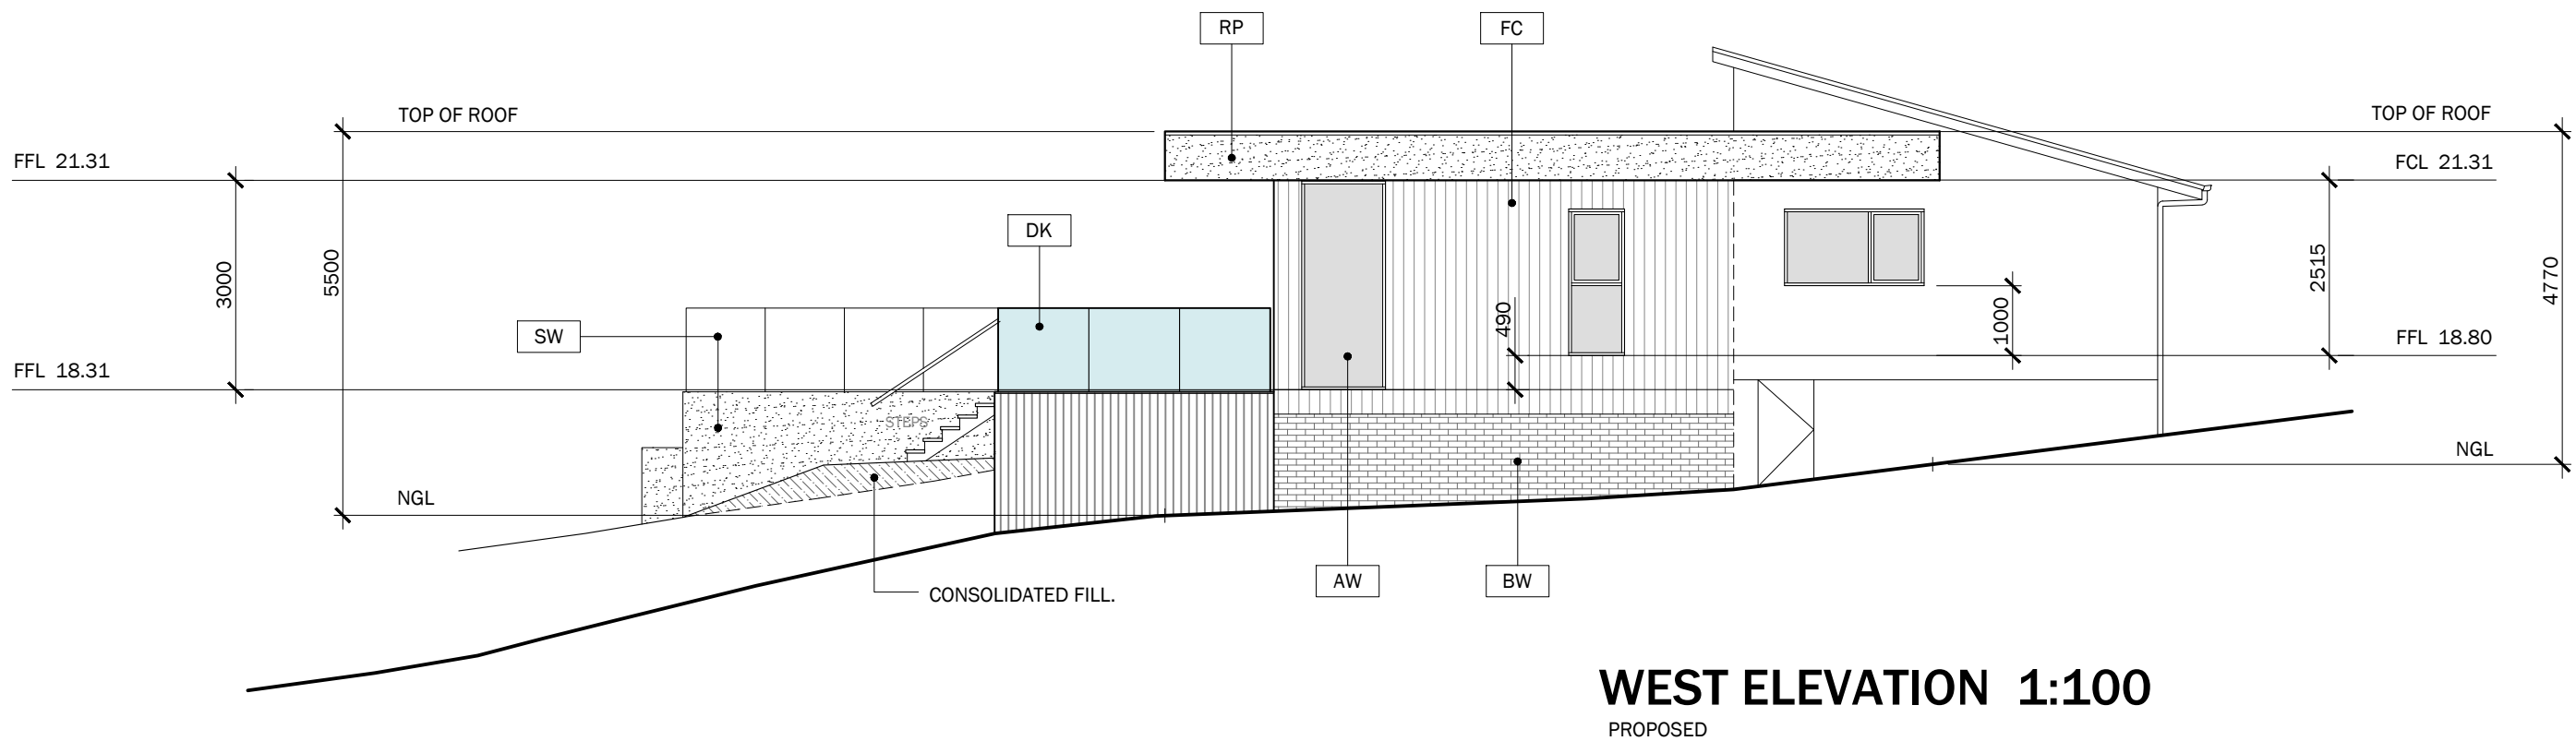 RP
FC
TOP OF ROOF
TOP OF ROOF
FFL 21.31
FCL 21.31
DK
3000
5500
2515
4770
490
1000
SW
FFL 18.80
FFL 18.31
STEPS
NGL
NGL
AW
BW
CONSOLIDATED FILL.
WEST ELEVATION 1:100
PROPOSED